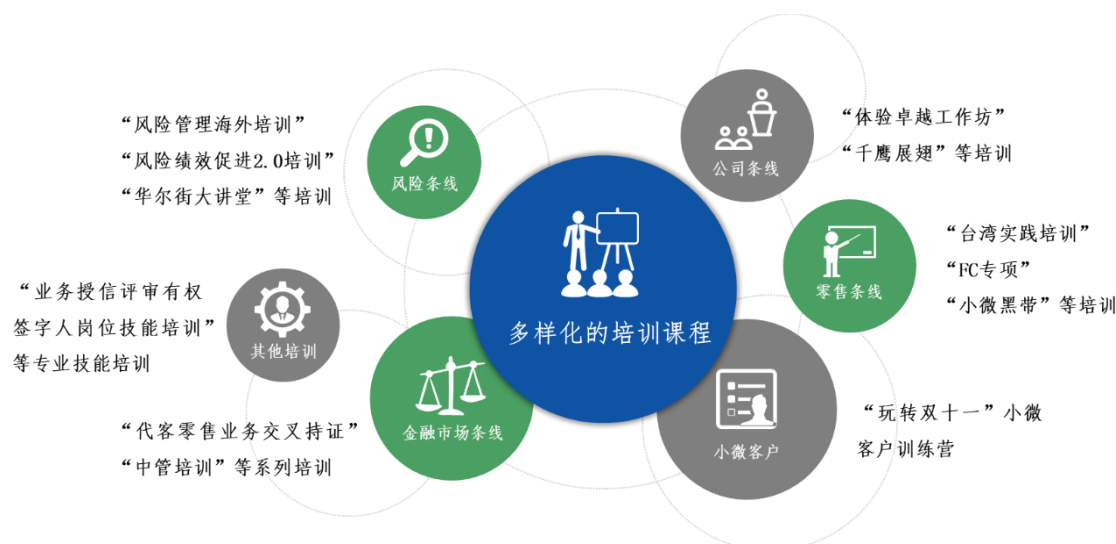 “风险管理海外培训”
“风险绩效促进2.0培训”
“华尔街大讲堂”等培训
风险条线
公司条线
“体验卓越工作坊”
“千鹰展翅”等培训
零售条线
“台湾实践培训”
“FC专项”
“小微黑带”等培训
多样化的培训课程
“业务授信评审有权
签字人岗位技能培训”
等专业技能培训
其他培训
金融市场条线
“代客零售业务交叉持证”
“中管培训”等系列培训
小微客户
“玩转双十一”小微
客户训练营